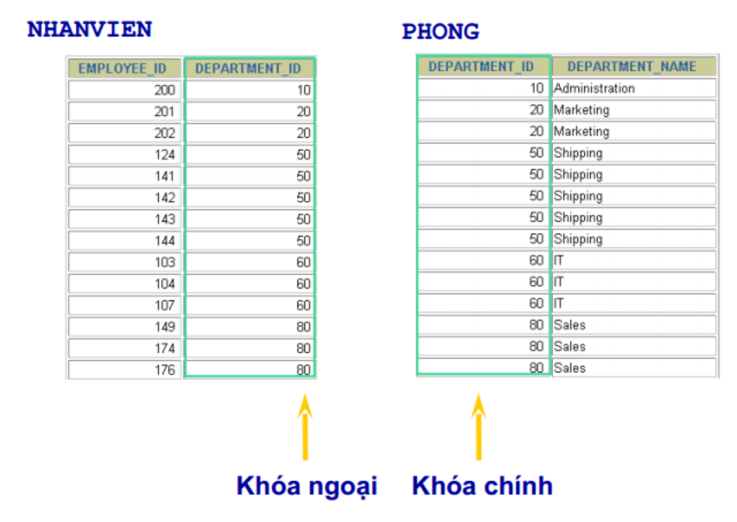 NHANVIEN
EMPLOYEE_ID DEPARTMENT_ID
200 10
201 20
202 20
124 50
141 50
142 50
143 50
144 50
103 60
104 60
107 60
149 80
174 80
176 80
Khóa ngoại
PHONG
DEPARTMENT_ID DEPARTMENT_NAME
10 Administration
20 Marketing
20 Marketing
50 Shipping
50 Shipping
50 Shipping
50 Shipping
50 Shipping
60 IT
60 IT
60 IT
80 Sales
80 Sales
80 Sales
Khóa chính